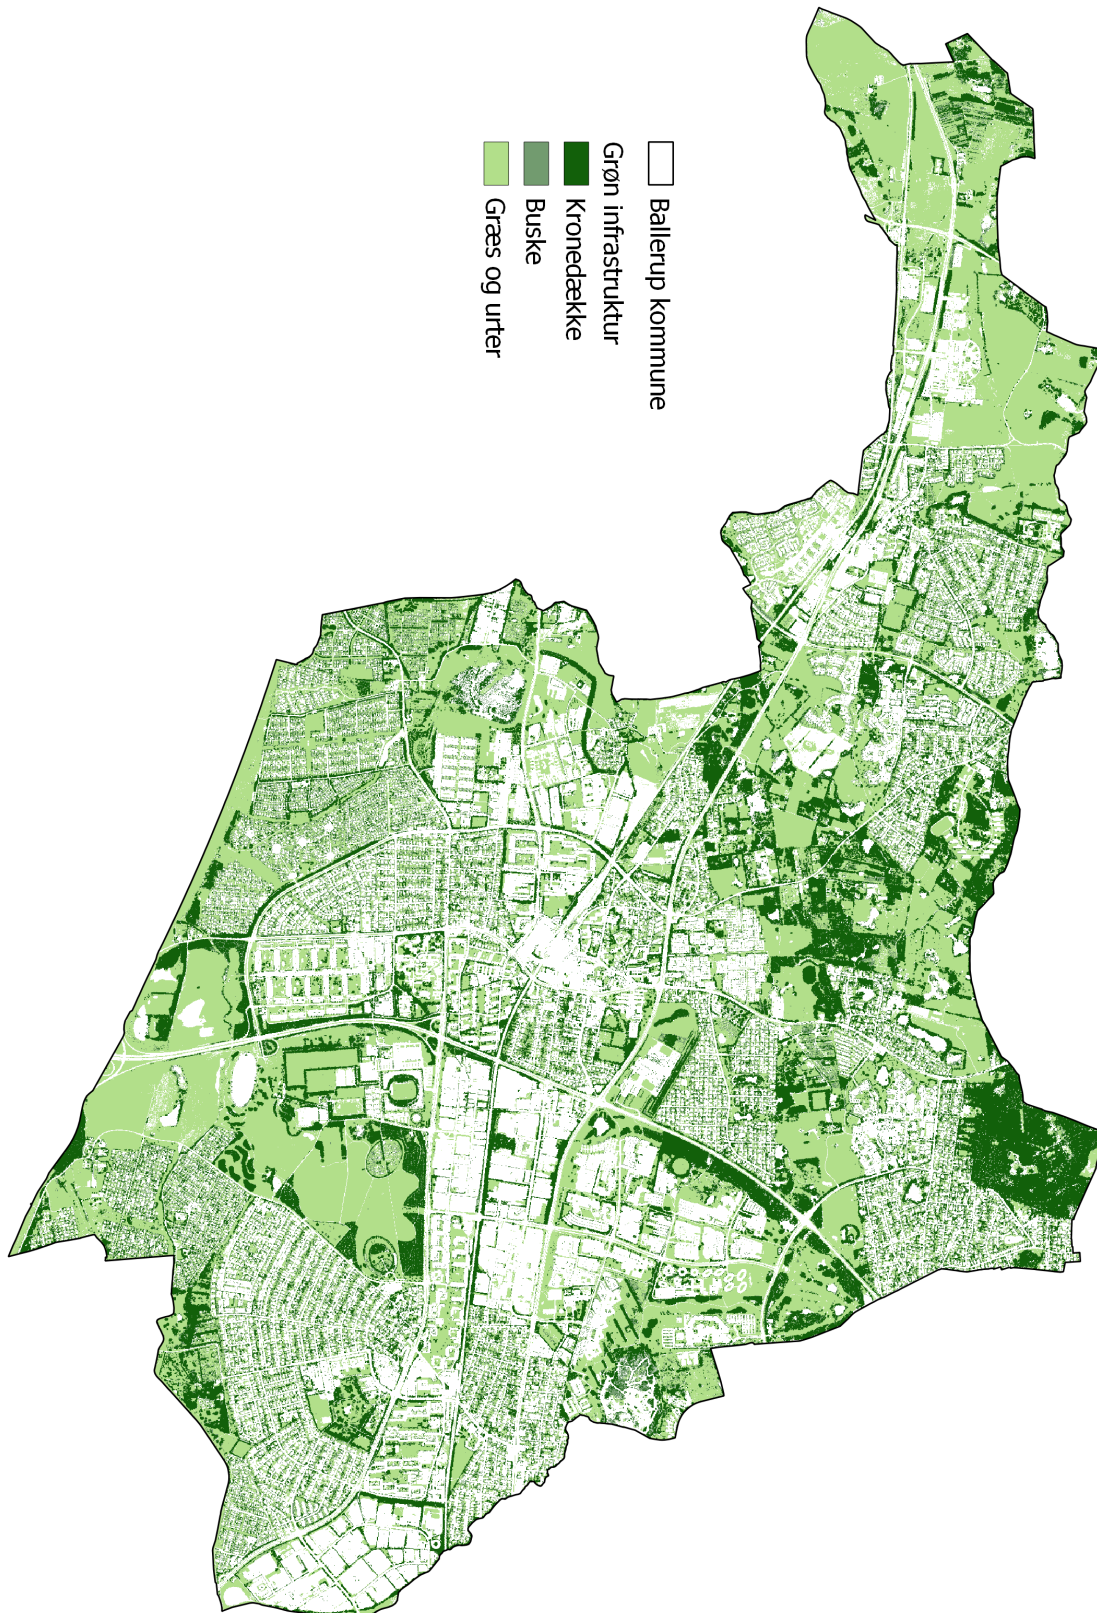 Ballerup kommune
Grøn infrastruktur
Kronedække
Buske
Græs og urter